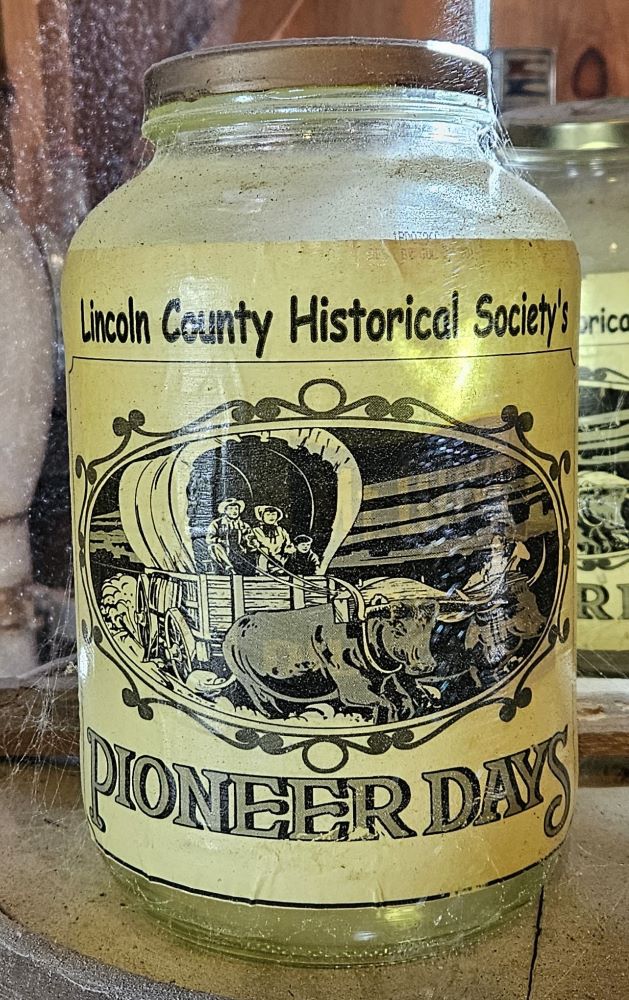 Lincoln County Historical Society's
PIONEER DAYS